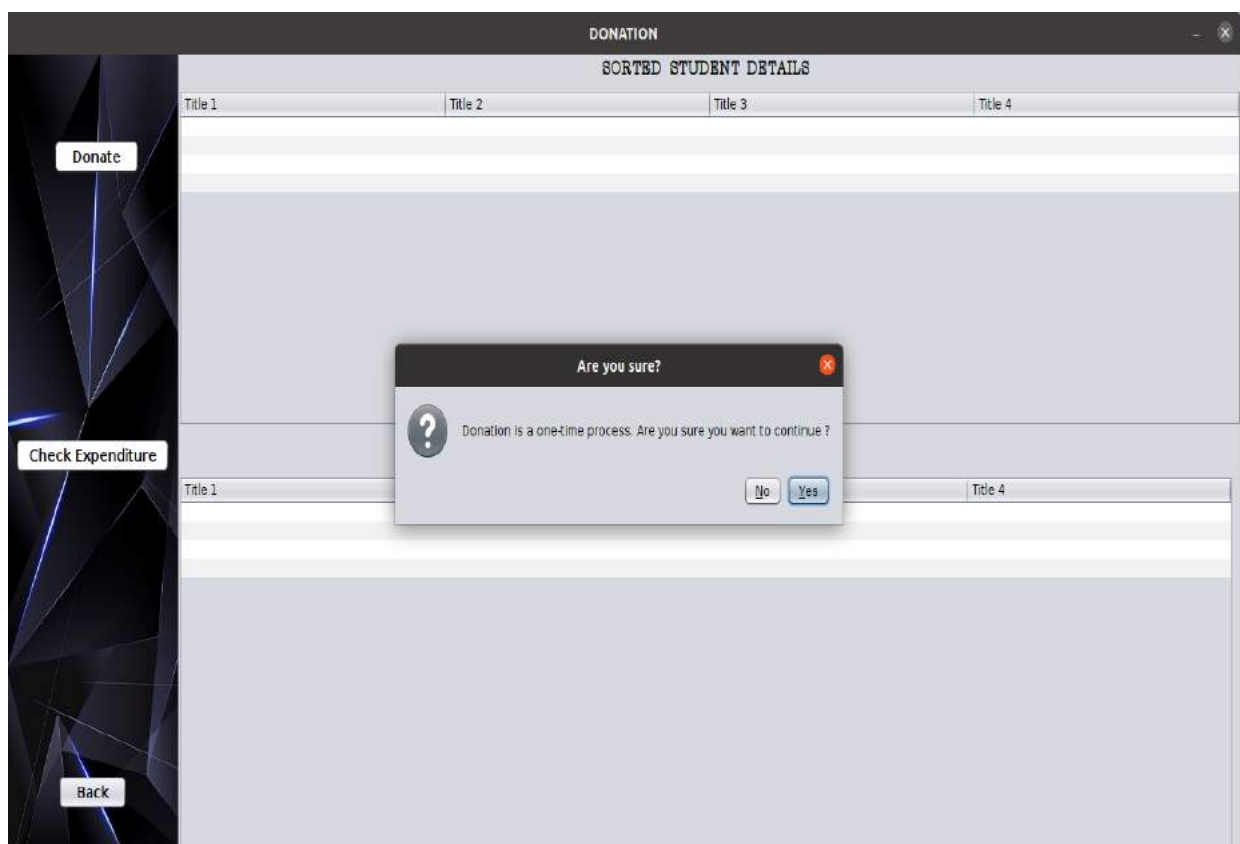 DONATION
SORTED STUDENT DETAILS
Title 1 Title 2 Title 3 Title 4
Donate
Are you sure?
Donation is a one-time process. Are you sure you want to continue ?
No Yes
Check Expenditure
Title 1 Title 4
Back